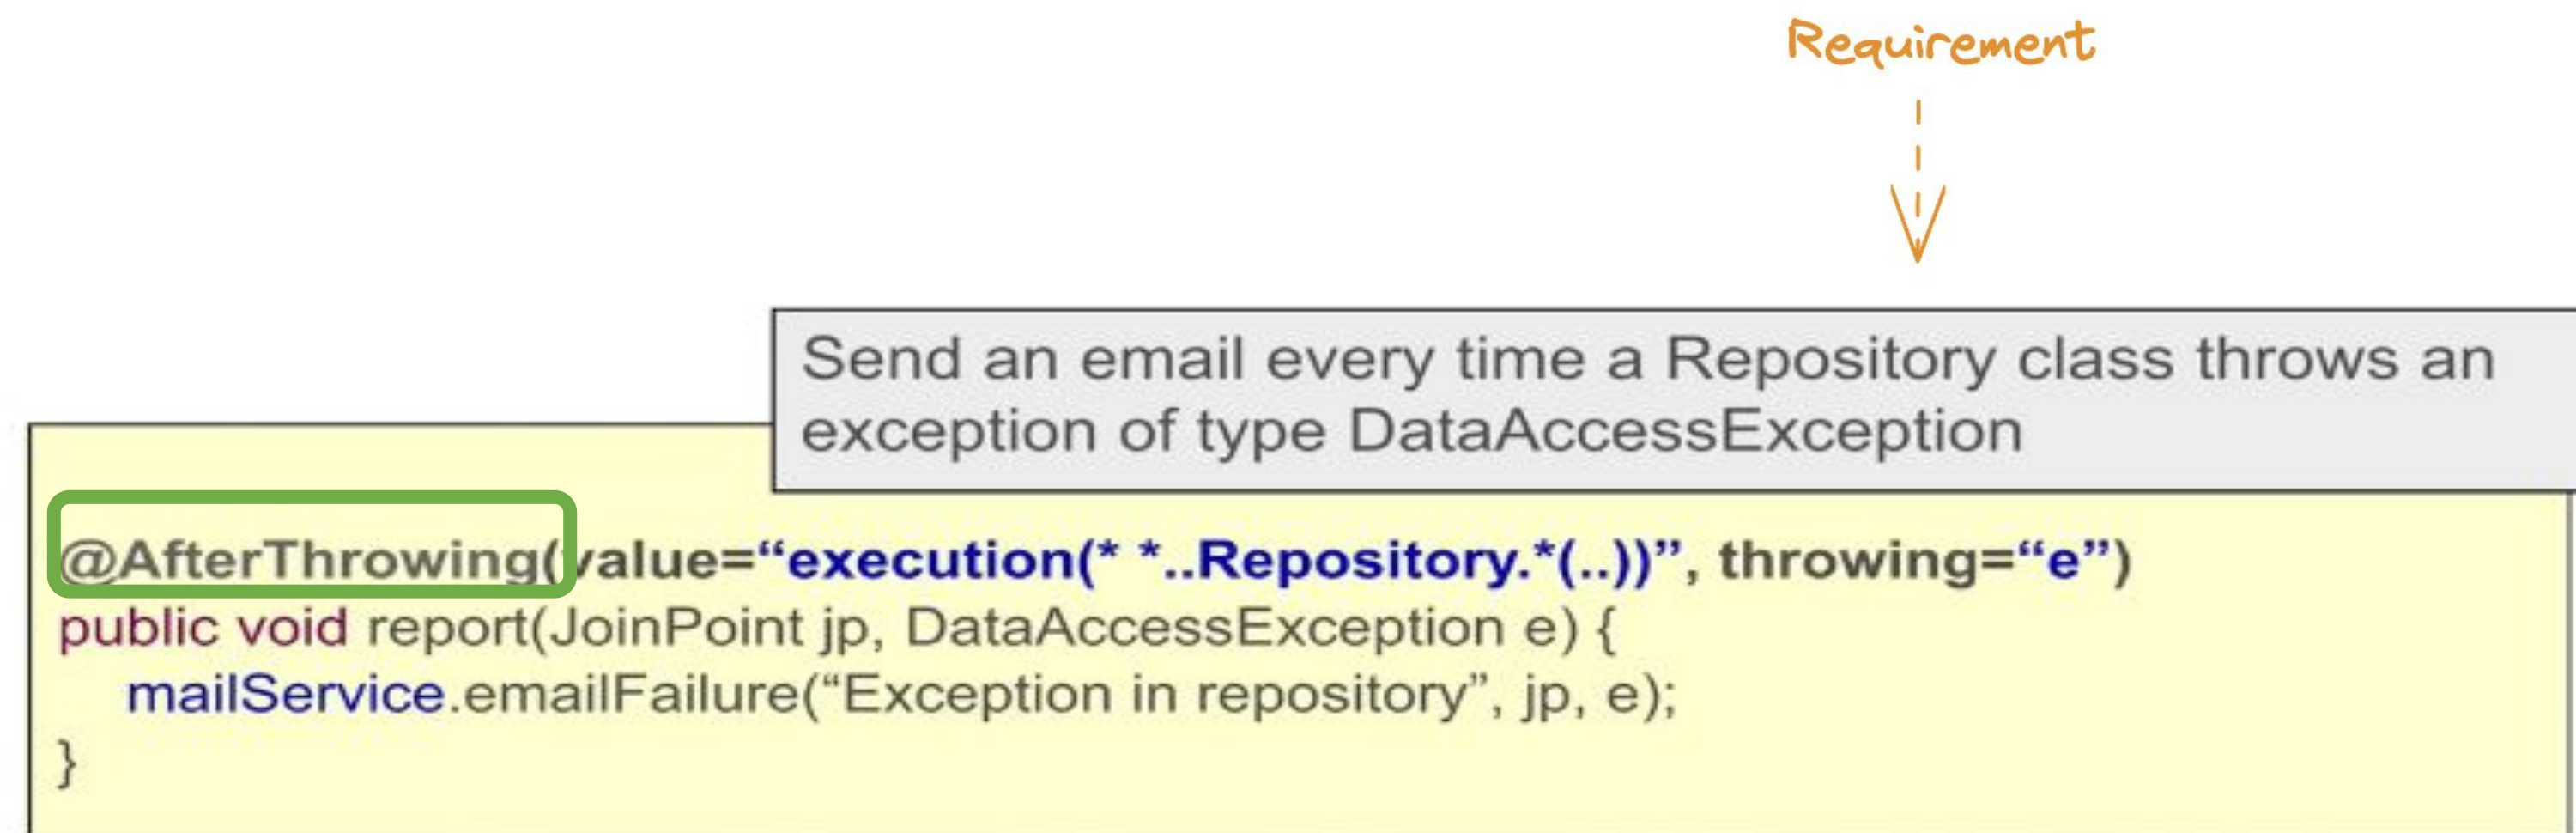 Requirement
Send an email every time a Repository class throws an
exception of type DataAccessException
@AfterThrowing(value=“execution(* *..Repository.*(..))”, throwing=“e”)
public void report(JoinPoint jp, DataAccessException e) {
mailService.emailFailure(“Exception in repository”, jp, e);
}